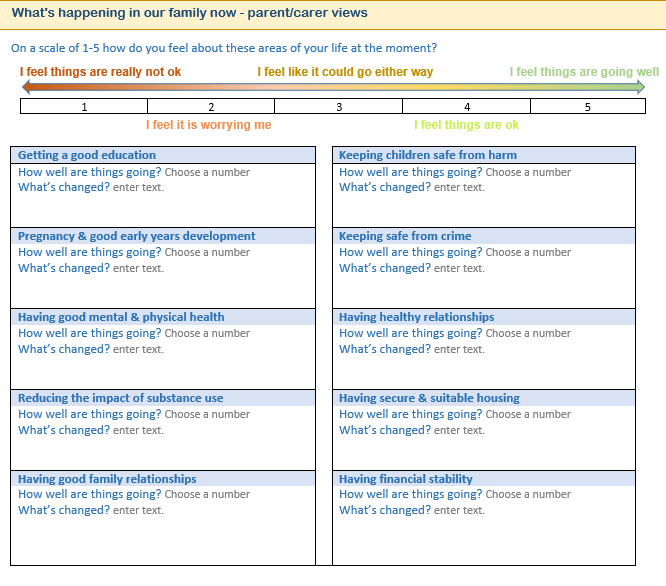 What's happening in our family now - parent/carer views
On a scale of 1-5 how do you feel about these areas of your life at the moment?
I feel things are really not ok
I feel like it could go either way
I feel things are going well
1
2
3
4
5
I feel it is worrying me
I feel things are ok
Getting a good education
How well are things going? Choose a number
What's changed? enter text.
Keeping children safe from harm
How well are things going? Choose a number
What's changed? enter text.
Pregnancy & good early years development
How well are things going? Choose a number
What's changed? enter text.
Keeping safe from crime
How well are things going? Choose a number
What's changed? enter text.
Having good mental & physical health
How well are things going? Choose a number
What's changed? enter text.
Having healthy relationships
How well are things going? Choose a number
What's changed? enter text.
Reducing the impact of substance use
How well are things going? Choose a number
What's changed? enter text.
Having secure & suitable housing
How well are things going? Choose a number
What's changed? enter text.
Having good family relationships
How well are things going? Choose a number
What's changed? enter text.
Having financial stability
How well are things going? Choose a number
What's changed? enter text.